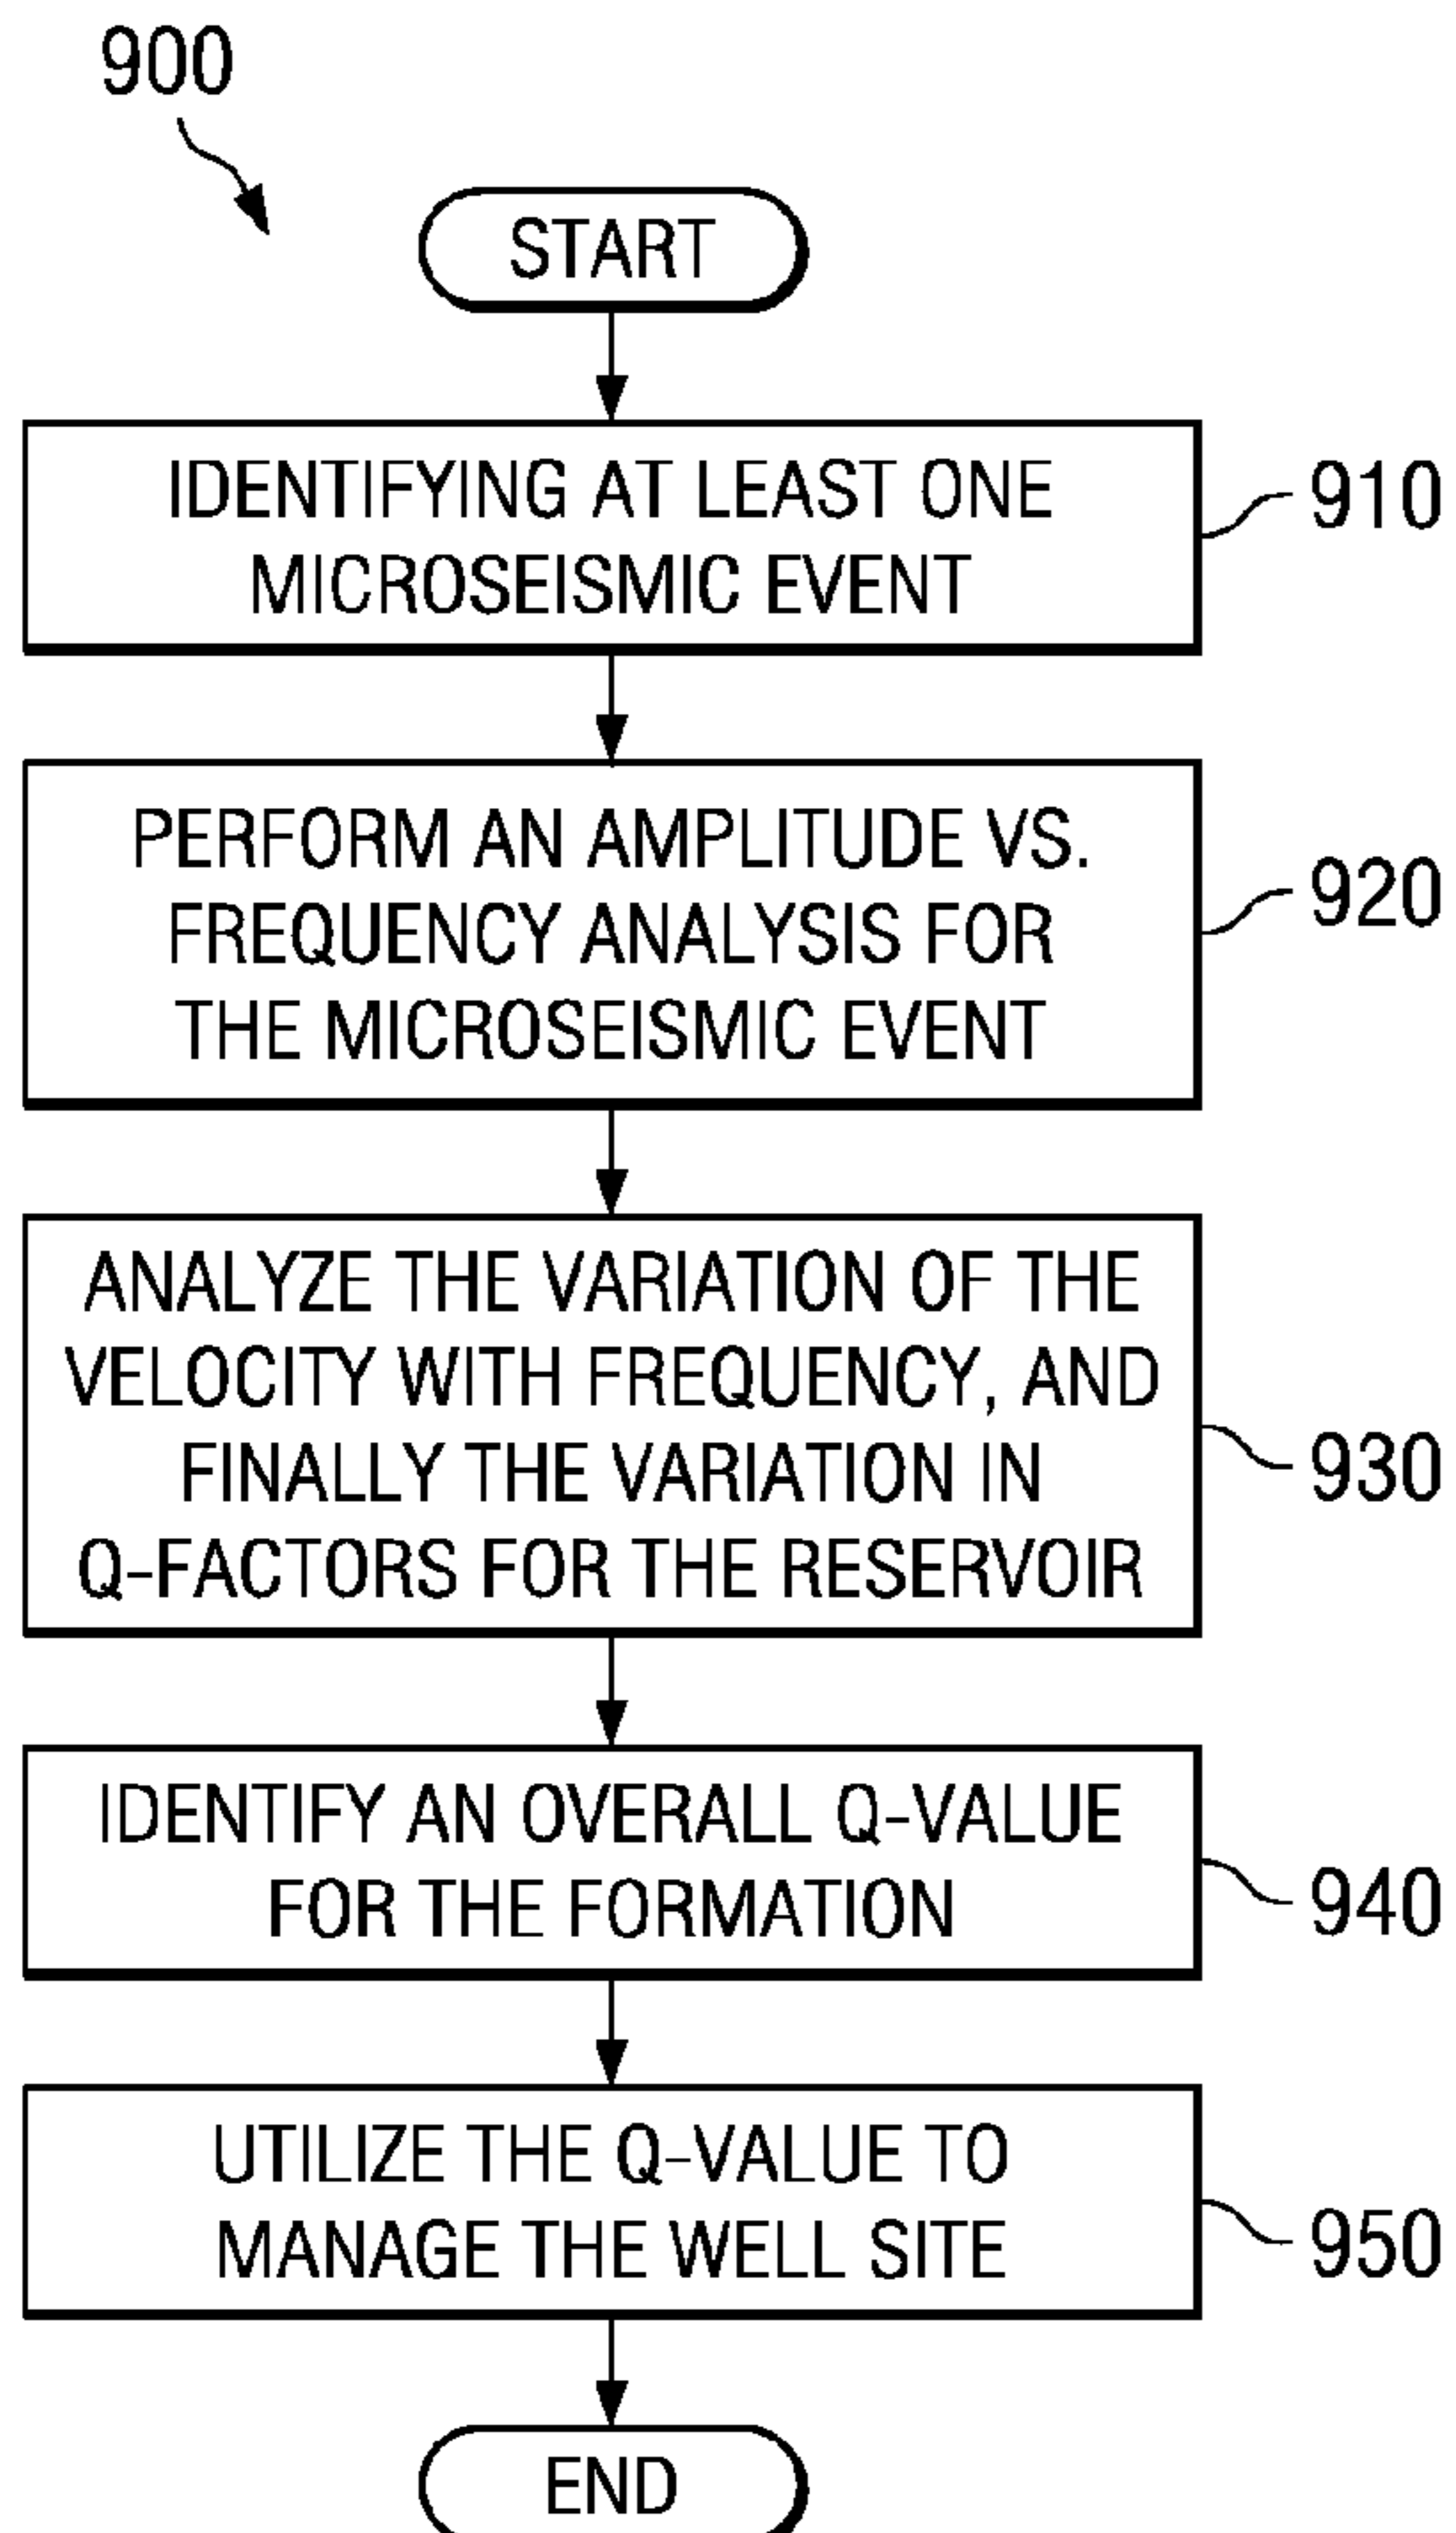 900
START
IDENTIFYING AT LEAST ONE
MICROSEISMIC EVENT
910
PERFORM AN AMPLITUDE VS.
FREQUENCY ANALYSIS FOR
THE MICROSEISMIC EVENT
920
ANALYZE THE VARIATION OF THE
VELOCITY WITH FREQUENCY, AND
FINALLY THE VARIATION IN
Q-FACTORS FOR THE RESERVOIR
930
IDENTIFY AN OVERALL Q-VALUE
FOR THE FORMATION
940
UTILIZE THE Q-VALUE TO
MANAGE THE WELL SITE
950
END